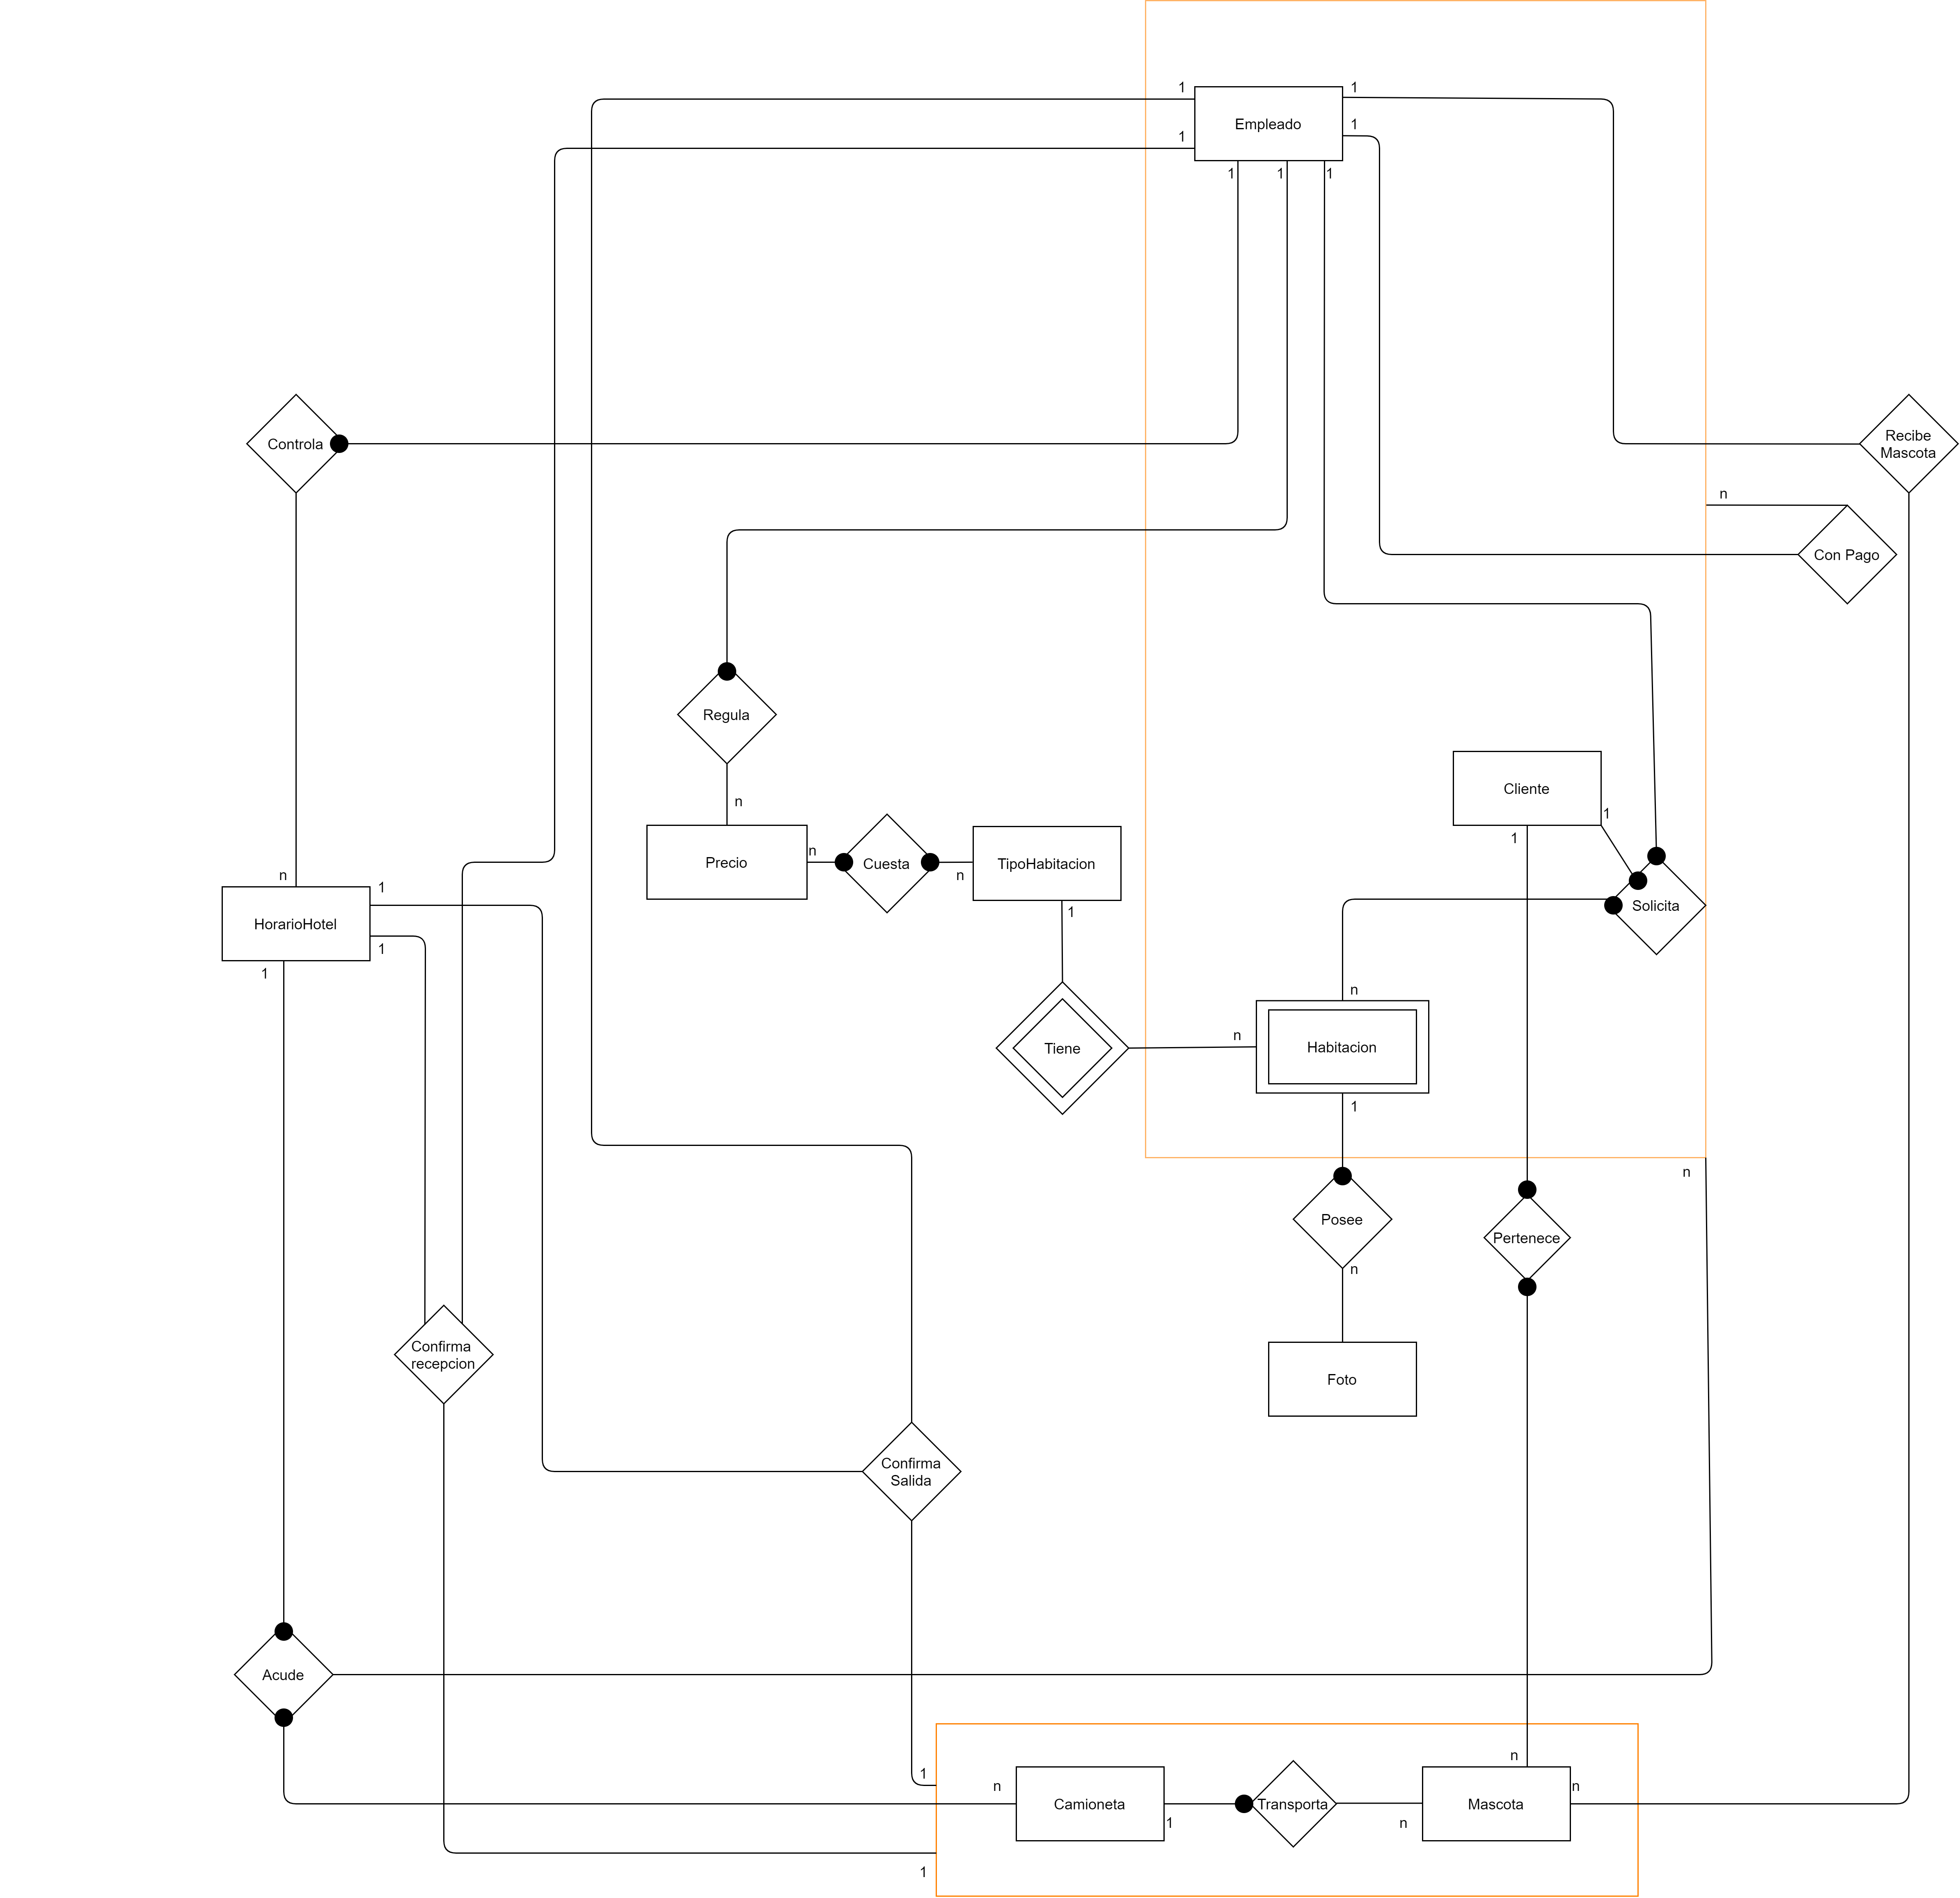 1
1
Empleado
1
1
1
1
1
Controla
Recibe
Mascota
n
Con Pago
Regula
Cliente
n
1
1
n
Precio
Cuesta
TipoHabitacion
n
n
1
1
Solicita
HorarioHotel
1
1
n
n
Tiene
Habitacion
1
n
Posee
Pertenece
n
Confirma
recepcion
Foto
Confirma
Salida
Acude
n
1
n
n
Camioneta
Transporta
Mascota
1
n
1